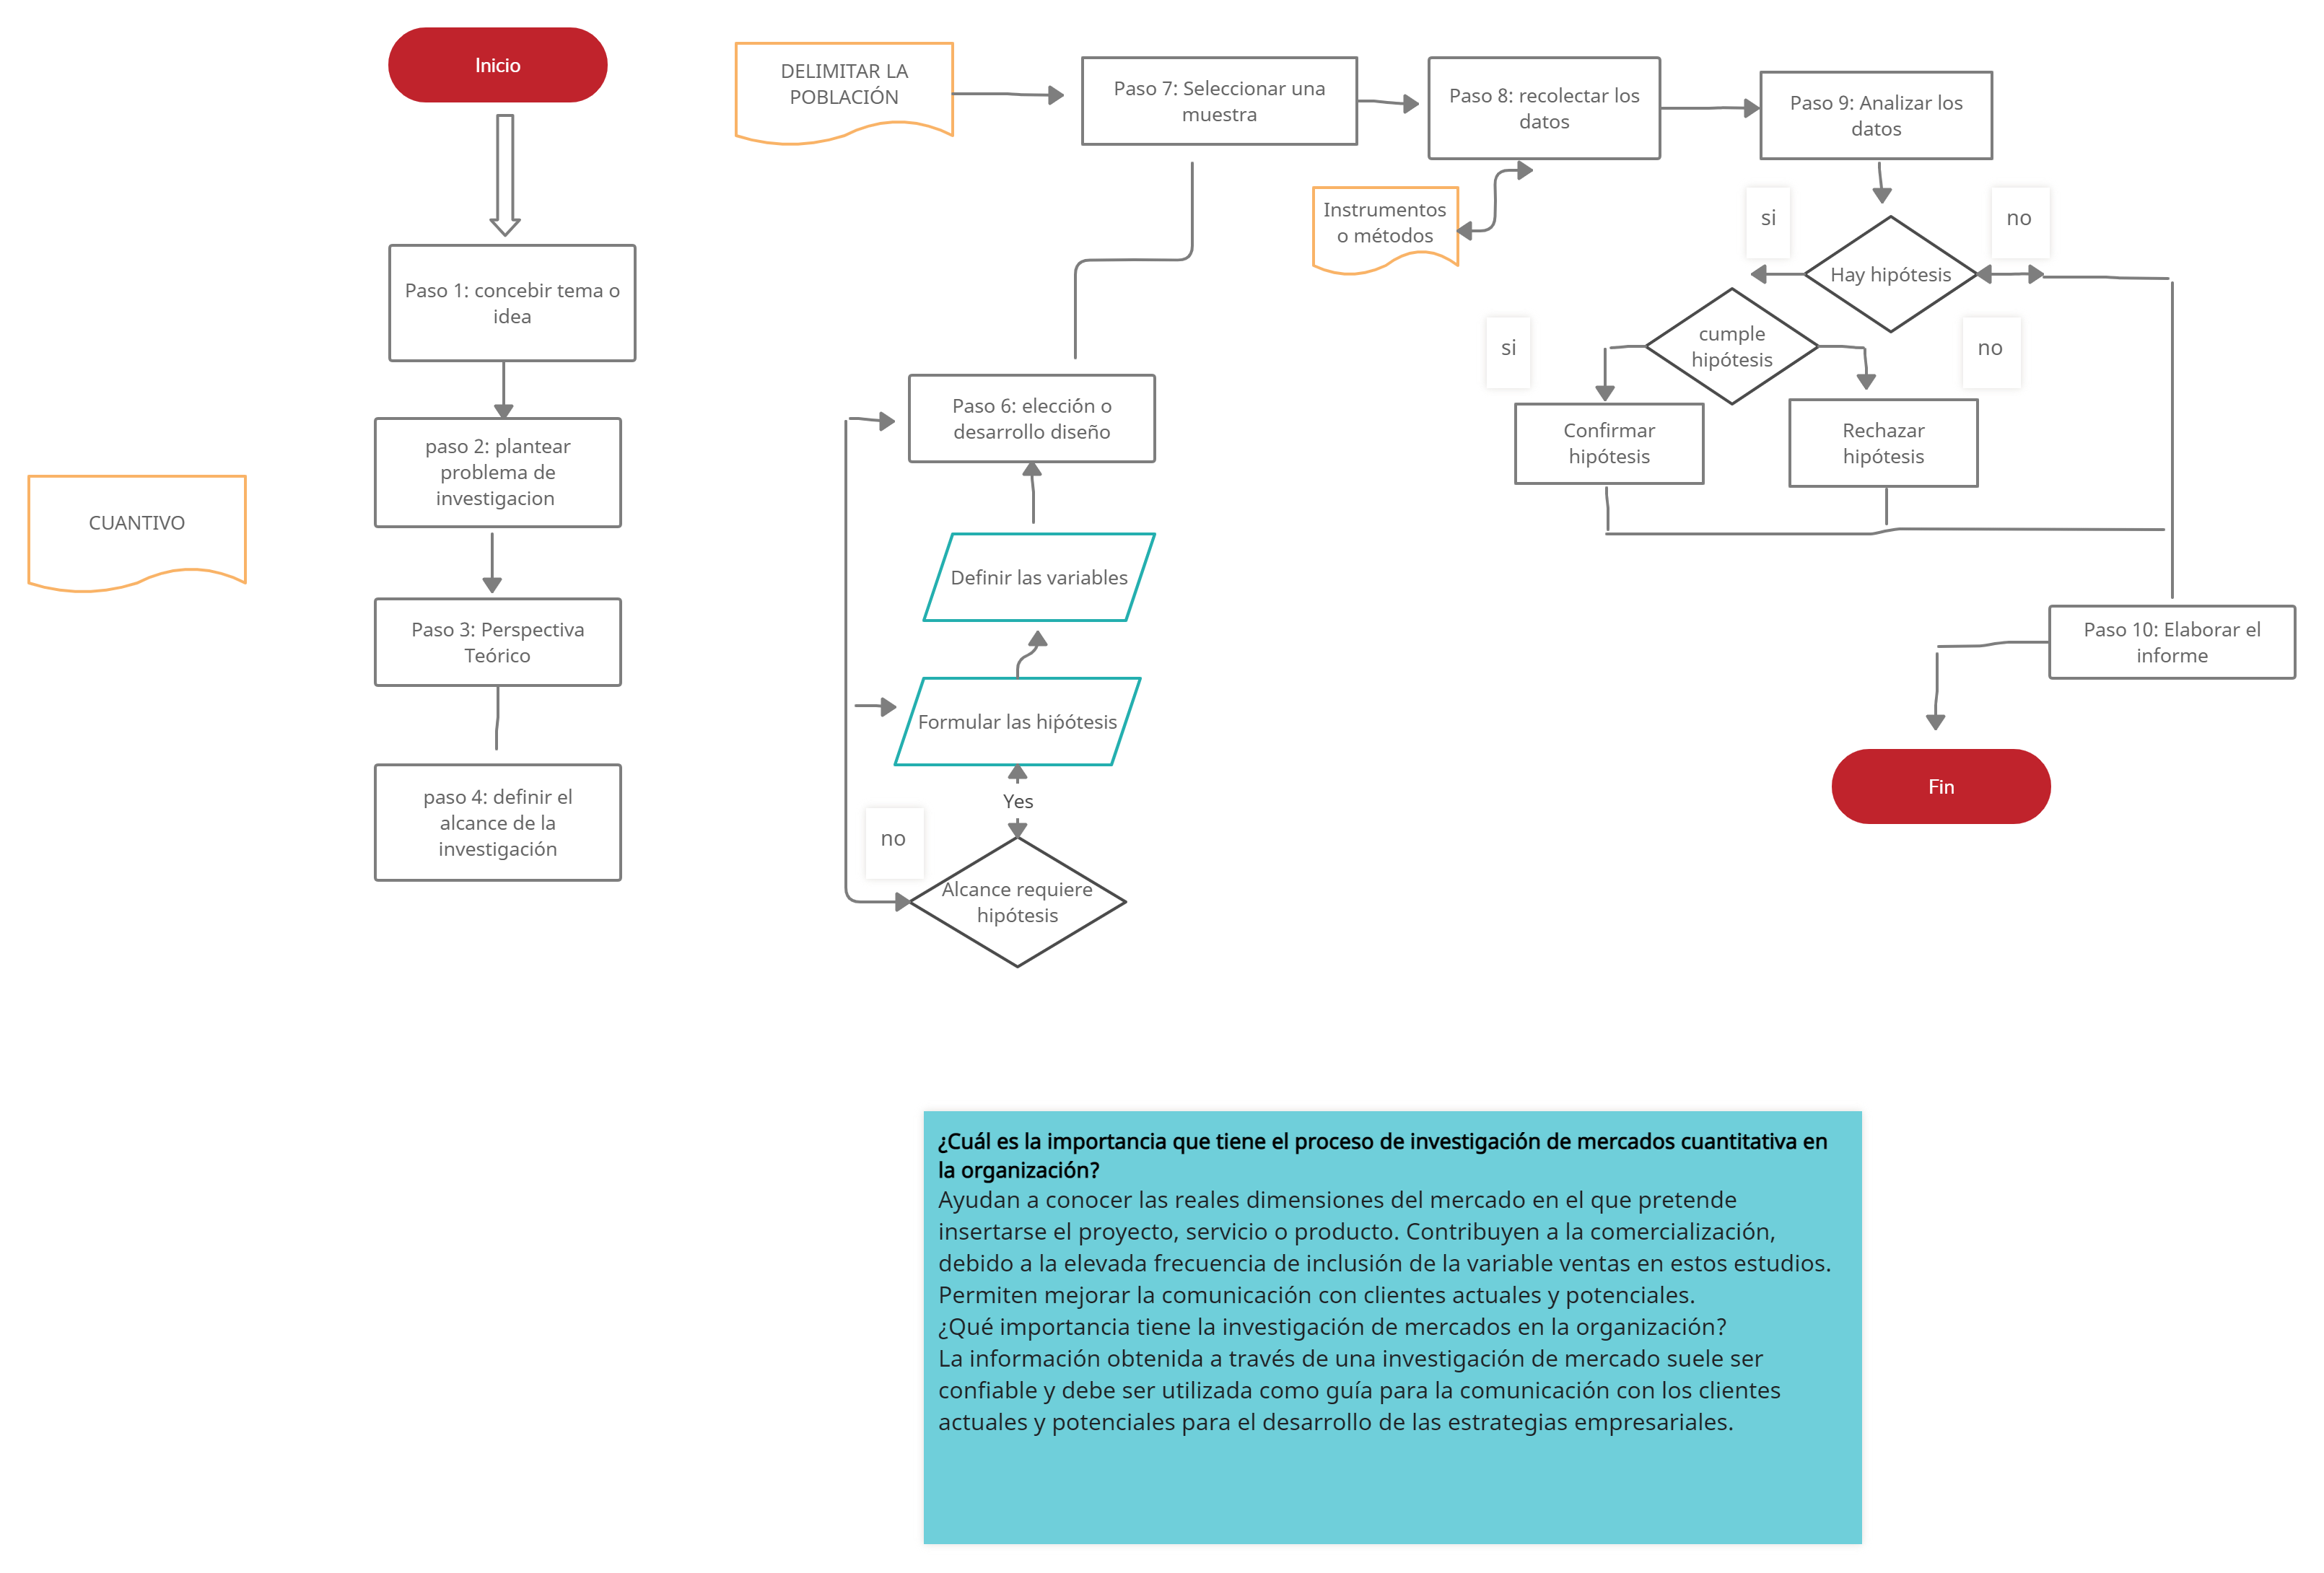 Inicio
Paso 1: concebir tema o
idea
paso 2: plantear
problema de
investigacion
CUANTIVO
Paso 3: Perspectiva
Teórico
paso 4: definir el
alcance de la
investigación
DELIMITAR LA
POBLACIÓN
Paso 7: Seleccionar una
muestra
Paso 8: recolectar los
datos
Paso 9: Analizar los
datos
Instrumentos
o métodos
si
no
Hay hipótesis
si
cumple
hipótesis
no
Confirmar
hipótesis
Rechazar
hipótesis
Paso 6: elección o
desarrollo diseño
Definir las variables
Formular las hipótesis
Yes
no
Alcance requiere
hipótesis
Paso 10: Elaborar el
informe
Fin
¿Cuál es la importancia que tiene el proceso de investigación de mercados cuantitativa en
la organización?
Ayudan a conocer las reales dimensiones del mercado en el que pretende
insertarse el proyecto, servicio o producto. Contribuyen a la comercialización,
debido a la elevada frecuencia de inclusión de la variable ventas en estos estudios.
Permiten mejorar la comunicación con clientes actuales y potenciales.
¿Qué importancia tiene la investigación de mercados en la organización?
La información obtenida a través de una investigación de mercado suele ser
confiable y debe ser utilizada como guía para la comunicación con los clientes
actuales y potenciales para el desarrollo de las estrategias empresariales.